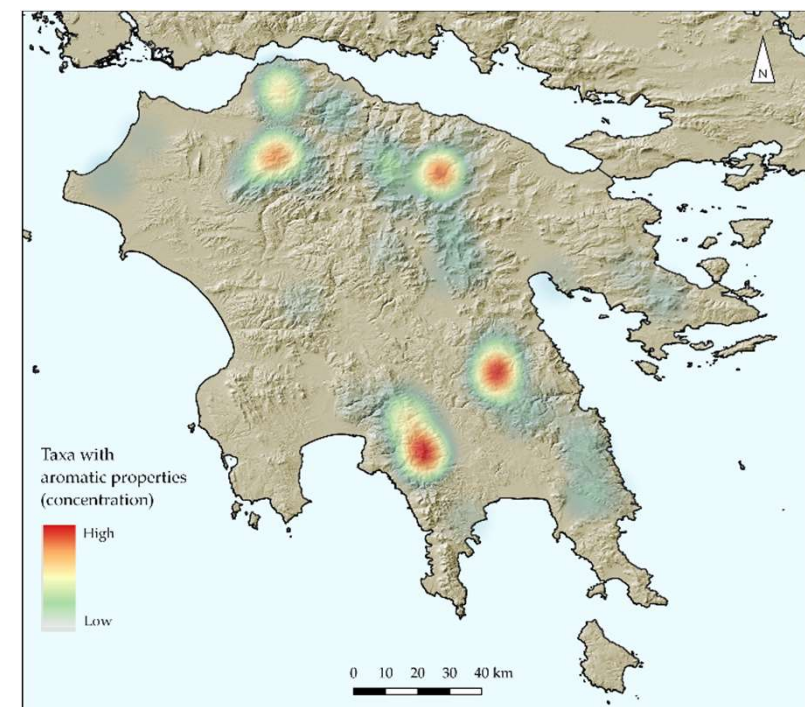 N
Taxa with
aromatic properties
(concentration)
High
Low
0 10 20 30 40 km